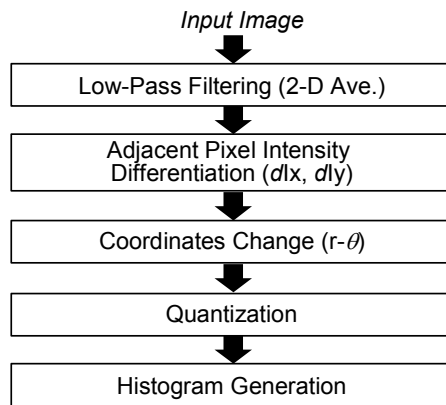 Input Image
Low-Pass Filtering (2-D Ave.)
Adjacent Pixel Intensity
Differentiation (dIx, dIy)
Coordinates Change (r-θ)
Quantization
Histogram Generation